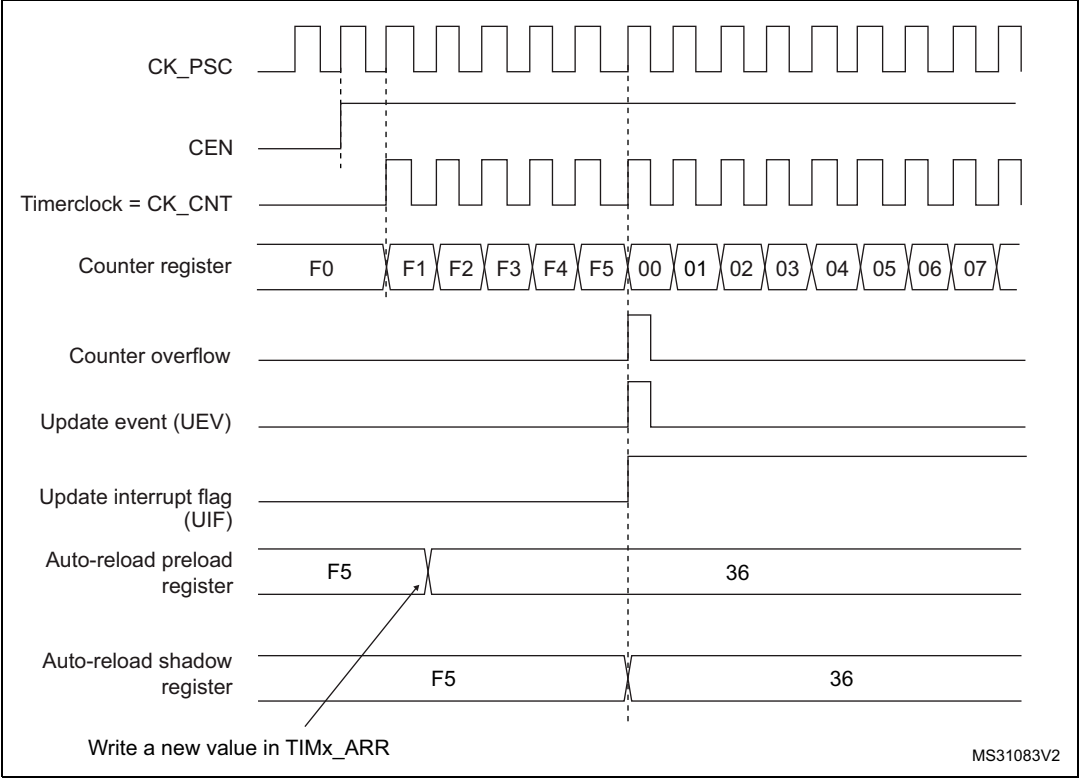 CK_PSC
CEN
Timerclock = CK_CNT
Counter register
F0 F1 F2 F3 F4 F5 00 01 02 03 04 05 06 07
Counter overflow
Update event (UEV)
Update interrupt flag
(UIF)
Auto-reload preload
register
F5 36
Auto-reload shadow
register
F5 36
Write a new value in TIMx_ARR
MS31083V2